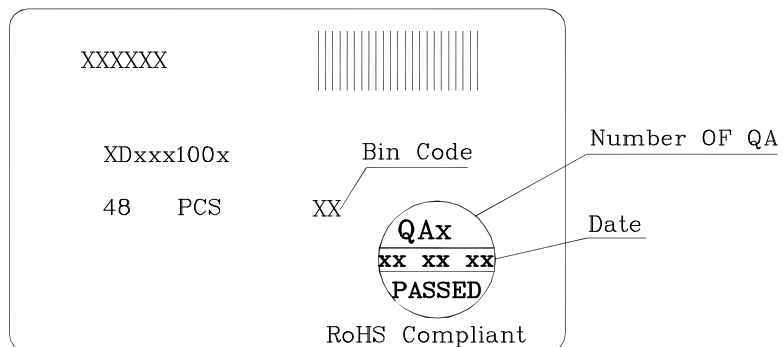 XXXXXX
XDxxx100x
Bin Code
Number OF QA
48 PCS
XX
QAx
Date
xx xx xx
PASSED
RoHS Compliant